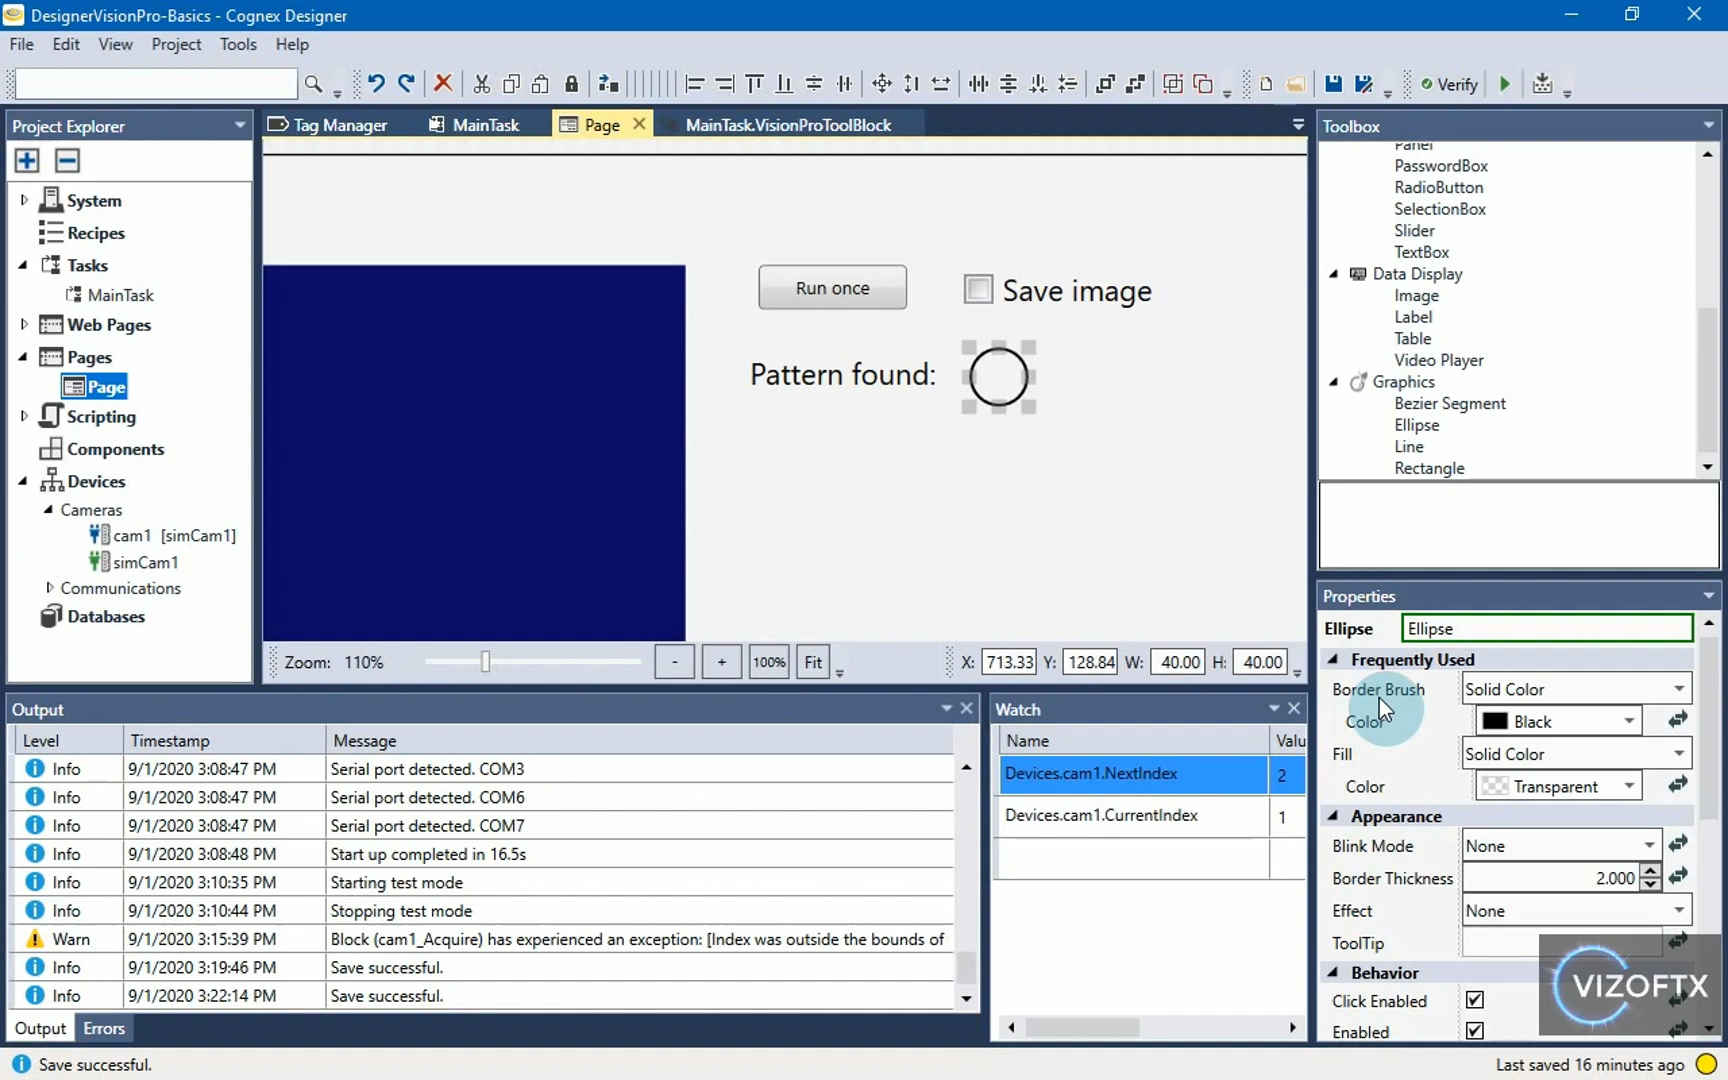 DesignerVisionPro-Basics - Cognex Designer
File Edit View Project Tools Help
Verify
Project Explorer
System
Recipes
Tasks
MainTask
Web Pages
Pages
Page
Scripting
Components
Devices
Cameras
cam1 [simCam1]
simCam1
Communications
Databases
Tag Manager MainTask Page MainTask.VisionProToolBlock
Run once Save image
Pattern found:
Zoom: 110% - + 100% Fit X: 713.33 Y: 128.84 W: 40.00 H: 40.00
Toolbox
Panel
PasswordBox
RadioButton
SelectionBox
Slider
TextBox
Data Display
Image
Label
Table
Video Player
Graphics
Bezier Segment
Ellipse
Line
Rectangle
Properties
Ellipse Ellipse
Frequently Used
Border Brush Solid Color
Color Black
Fill Solid Color
Color Transparent
Appearance
Blink Mode None
Border Thickness 2.000
Effect None
ToolTip
Behavior
Click Enabled
Enabled
VIZOFTX
Output
Level Timestamp Message
Info 9/1/2020 3:08:47 PM Serial port detected. COM3
Info 9/1/2020 3:08:47 PM Serial port detected. COM6
Info 9/1/2020 3:08:47 PM Serial port detected. COM7
Info 9/1/2020 3:08:48 PM Start up completed in 16.5s
Info 9/1/2020 3:10:35 PM Starting test mode
Info 9/1/2020 3:10:44 PM Stopping test mode
Warn 9/1/2020 3:15:39 PM Block (cam1_Acquire) has experienced an exception: [Index was outside the bounds of
Info 9/1/2020 3:19:46 PM Save successful.
Info 9/1/2020 3:22:14 PM Save successful.
Output Errors
Watch
Name Valu
Devices.cam1.NextIndex 2
Devices.cam1.CurrentIndex 1
Save successful.
Last saved 16 minutes ago